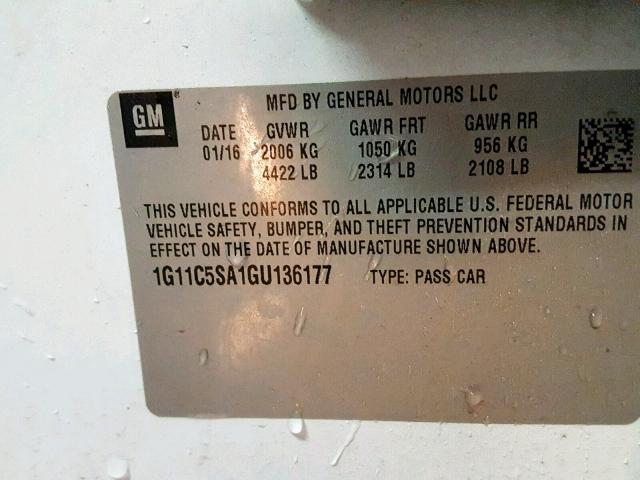 GM
MFD BY GENERAL MOTORS LLC
DATE GVWR GAWR FRT GAWR RR
01/16 2006 KG 1050 KG 956 KG
4422 LB 2314 LB 2108 LB
THIS VEHICLE CONFORMS TO ALL APPLICABLE U.S. FEDERAL MOTOR
VEHICLE SAFETY, BUMPER, AND THEFT PREVENTION STANDARDS IN
EFFECT ON THE DATE OF MANUFACTURE SHOWN ABOVE.
1G11C5SA1GU136177 TYPE: PASS CAR